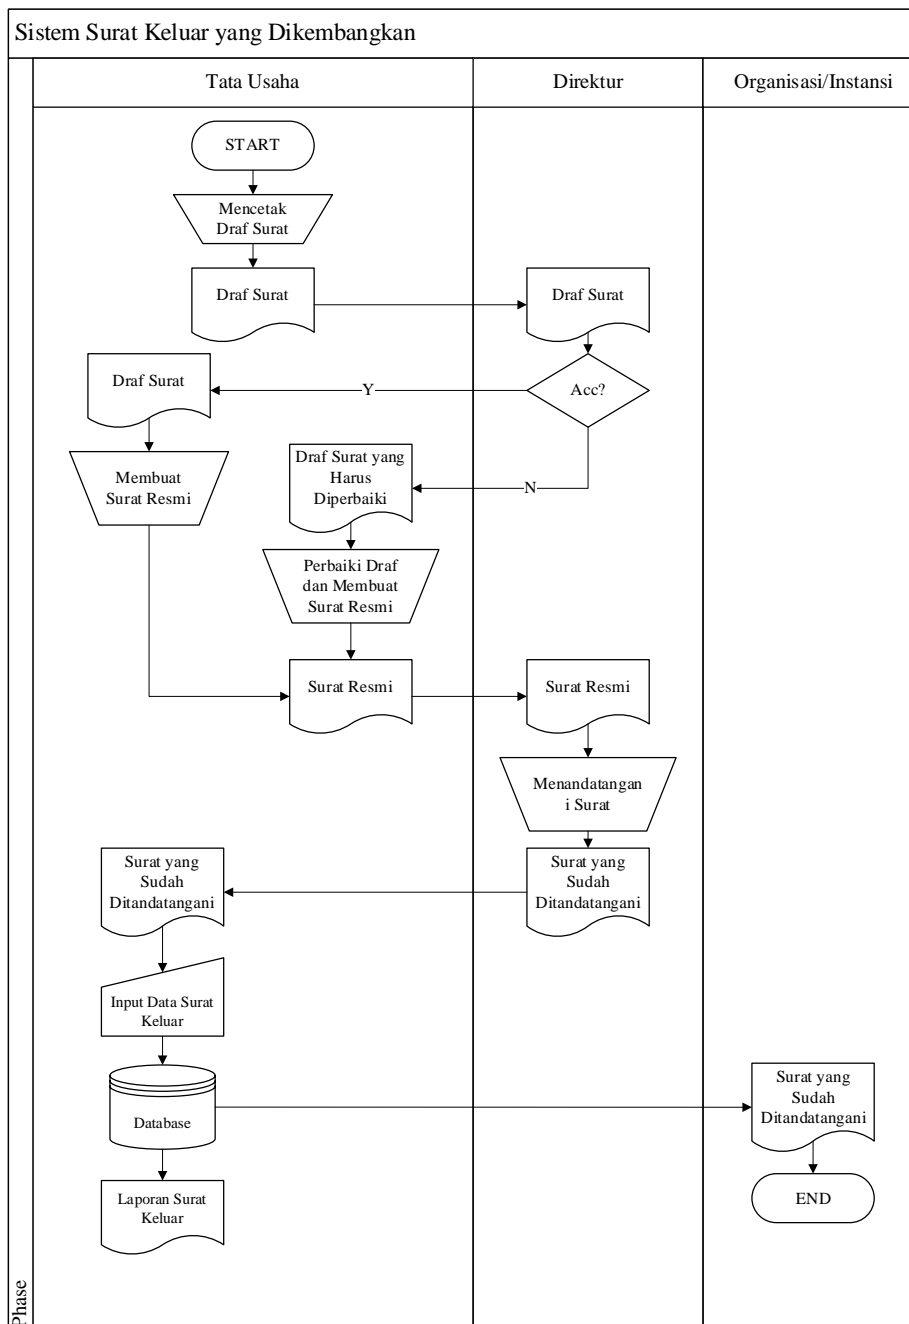 Sistem Surat Keluar yang Dikembangkan
Tata Usaha
Direktur
Organisasi/Instansi
START
Mencetak
Draf Surat
Draf Surat
Draf Surat
Draf Surat
Y
Acc?
Membuat
Surat Resmi
Draf Surat yang
Harus
Diperbaiki
N
Perbaiki Draf
dan Membuat
Surat Resmi
Surat Resmi
Surat Resmi
Menandatangan
i Surat
Surat yang
Sudah
Ditandatangani
Surat yang
Sudah
Ditandatangani
Input Data Surat
Keluar
Database
Surat yang
Sudah
Ditandatangani
Laporan Surat
Keluar
END
Phase